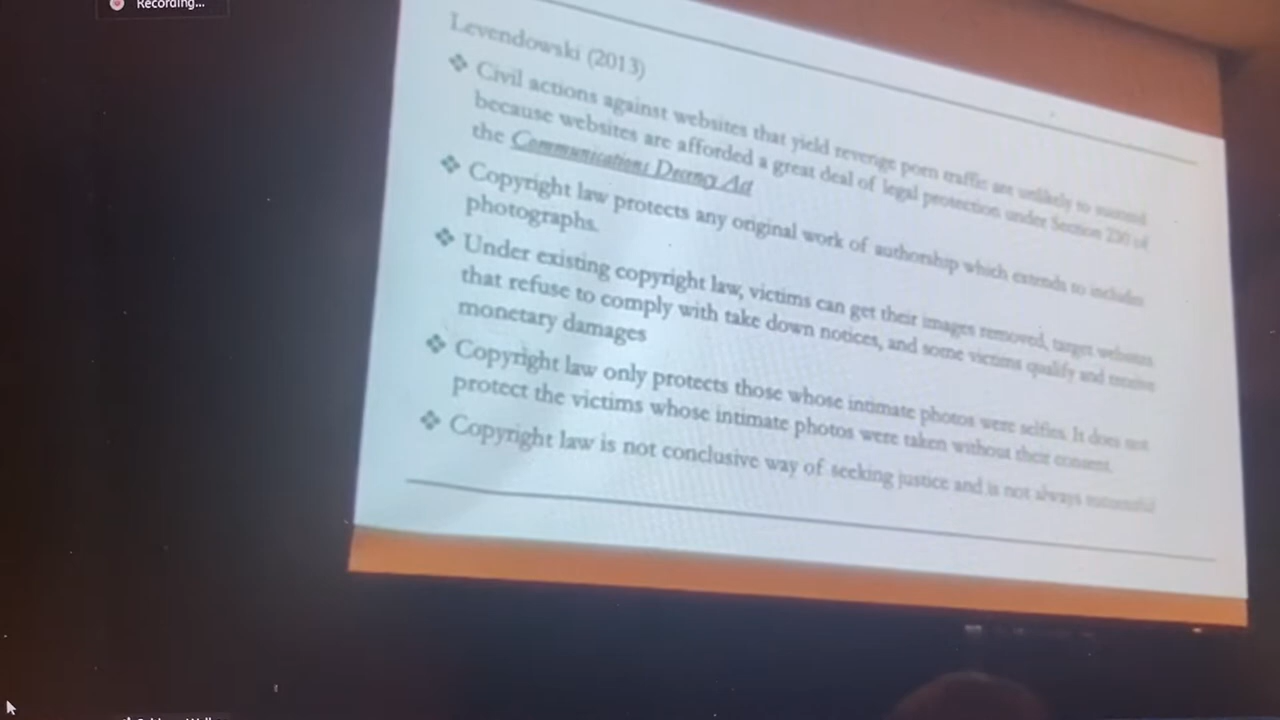 Recording...
Levendowski (2013)
❖ Civil actions against websites that yield revenge porn traffic are unlikely to succeed
because websites are afforded a great deal of legal protection under Section 230 of
the Communications Decency Act
❖ Copyright law protects any original work of authorship which extends to includes
photographs.
❖ Under existing copyright law, victims can get their images removed, target websites
that refuse to comply with take down notices, and some victims qualify and receive
monetary damages
❖ Copyright law only protects those whose intimate photos were selfies. It does not
protect the victims whose intimate photos were taken without their consent.
❖ Copyright law is not conclusive way of seeking justice and is not always successful